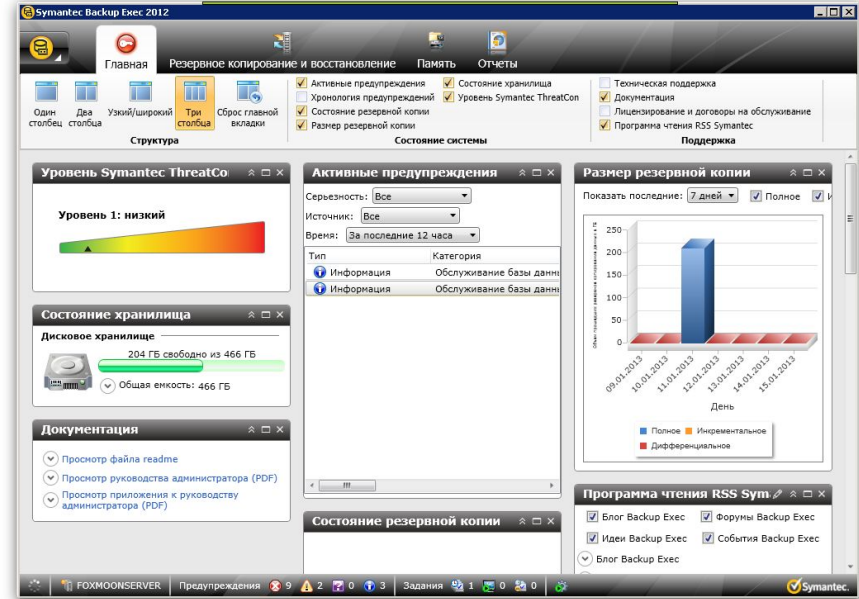 Symantec Backup Exec 2012
Главная
Резервное копирование и восстановление
Память
Отчеты
Один столбец
Два столбца
Узкий/широкий
Три столбца
Сброс главной вкладки
Структура
Активные предупреждения
Хронология предупреждений
Состояние резервной копии
Размер резервной копии
Состояние хранилища
Уровень Symantec ThreatCon
Состояние системы
Техническая поддержка
Документация
Лицензирование и договоры на обслуживание
Программа чтения RSS Symantec
Поддержка
Уровень Symantec ThreatCo
Уровень 1: низкий
Состояние хранилища
Дисковое хранилище
204 ГБ свободно из 466 ГБ
Общая емкость: 466 ГБ
Документация
Просмотр файла readme
Просмотр руководства администратора (PDF)
Просмотр приложения к руководству
администратора (PDF)
Активные предупреждения
Серьезность: Все
Источник: Все
Время: За последние 12 часа
Тип Категория
Информация Обслуживание базы данны
Информация Обслуживание базы данны
Состояние резервной копии
Размер резервной копии
Показать последние: 7 дней Полное И
250
200
150
100
50
0
09.01.2013
10.01.2013
11.01.2013
12.01.2013
13.01.2013
14.01.2013
15.01.2013
День
Полное Инкрементальное
Дифференциальное
Программа чтения RSS Sym
Блог Backup Exec Форумы Backup Exec
Идеи Backup Exec События Backup Exec
Блог Backup Exec
FOXMOONSERVER Предупреждения 9 2 0 3 Задания 1 0 0
Symantec.